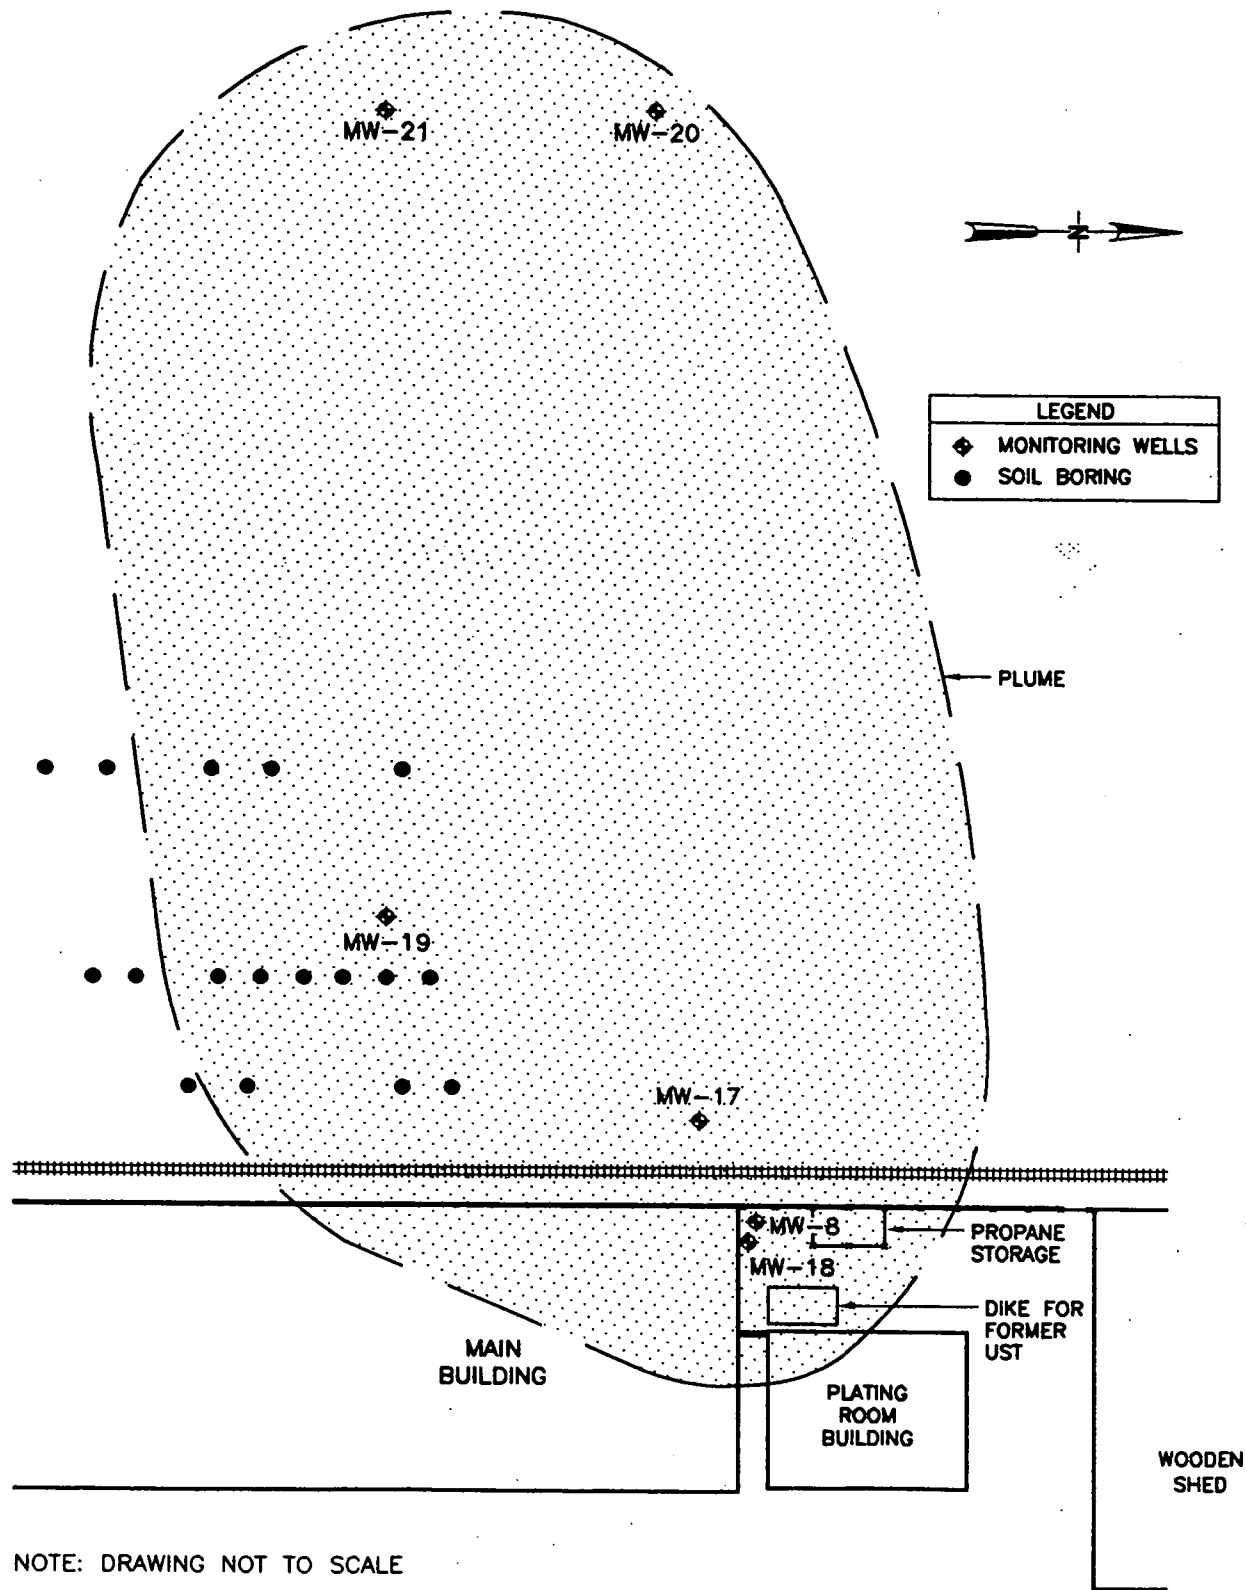 MW-21
MW-20
N
LEGEND
MONITORING WELLS
SOIL BORING
PLUME
MW-19
MW-17
MW-8
MW-18
PROPANE
STORAGE
DIKE FOR
FORMER
UST
MAIN
BUILDING
PLATING
ROOM
BUILDING
WOODEN
SHED
NOTE: DRAWING NOT TO SCALE